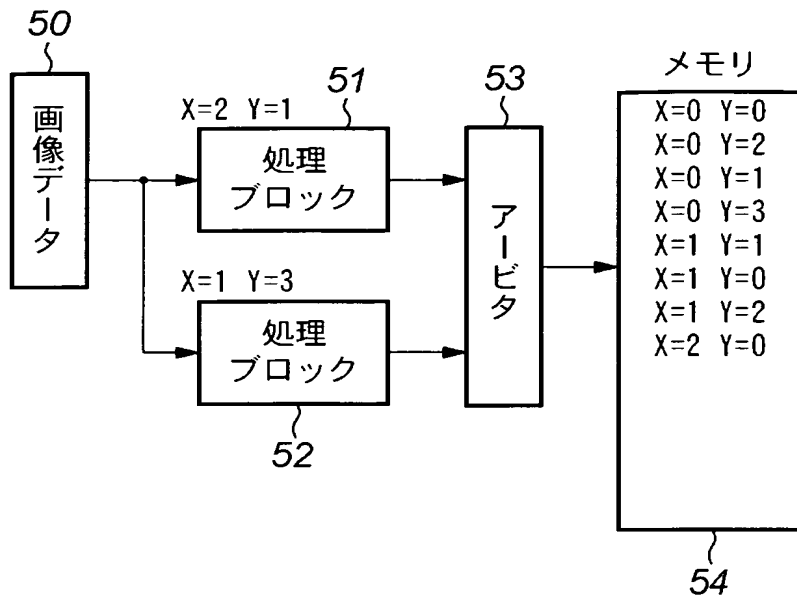 50
画像データ
X=2 Y=1
51
処理
ブロック
X=1 Y=3
処理
ブロック
52
53
アービタ
メモリ
X=0 Y=0
X=0 Y=2
X=0 Y=1
X=0 Y=3
X=1 Y=1
X=1 Y=0
X=1 Y=2
X=2 Y=0
54